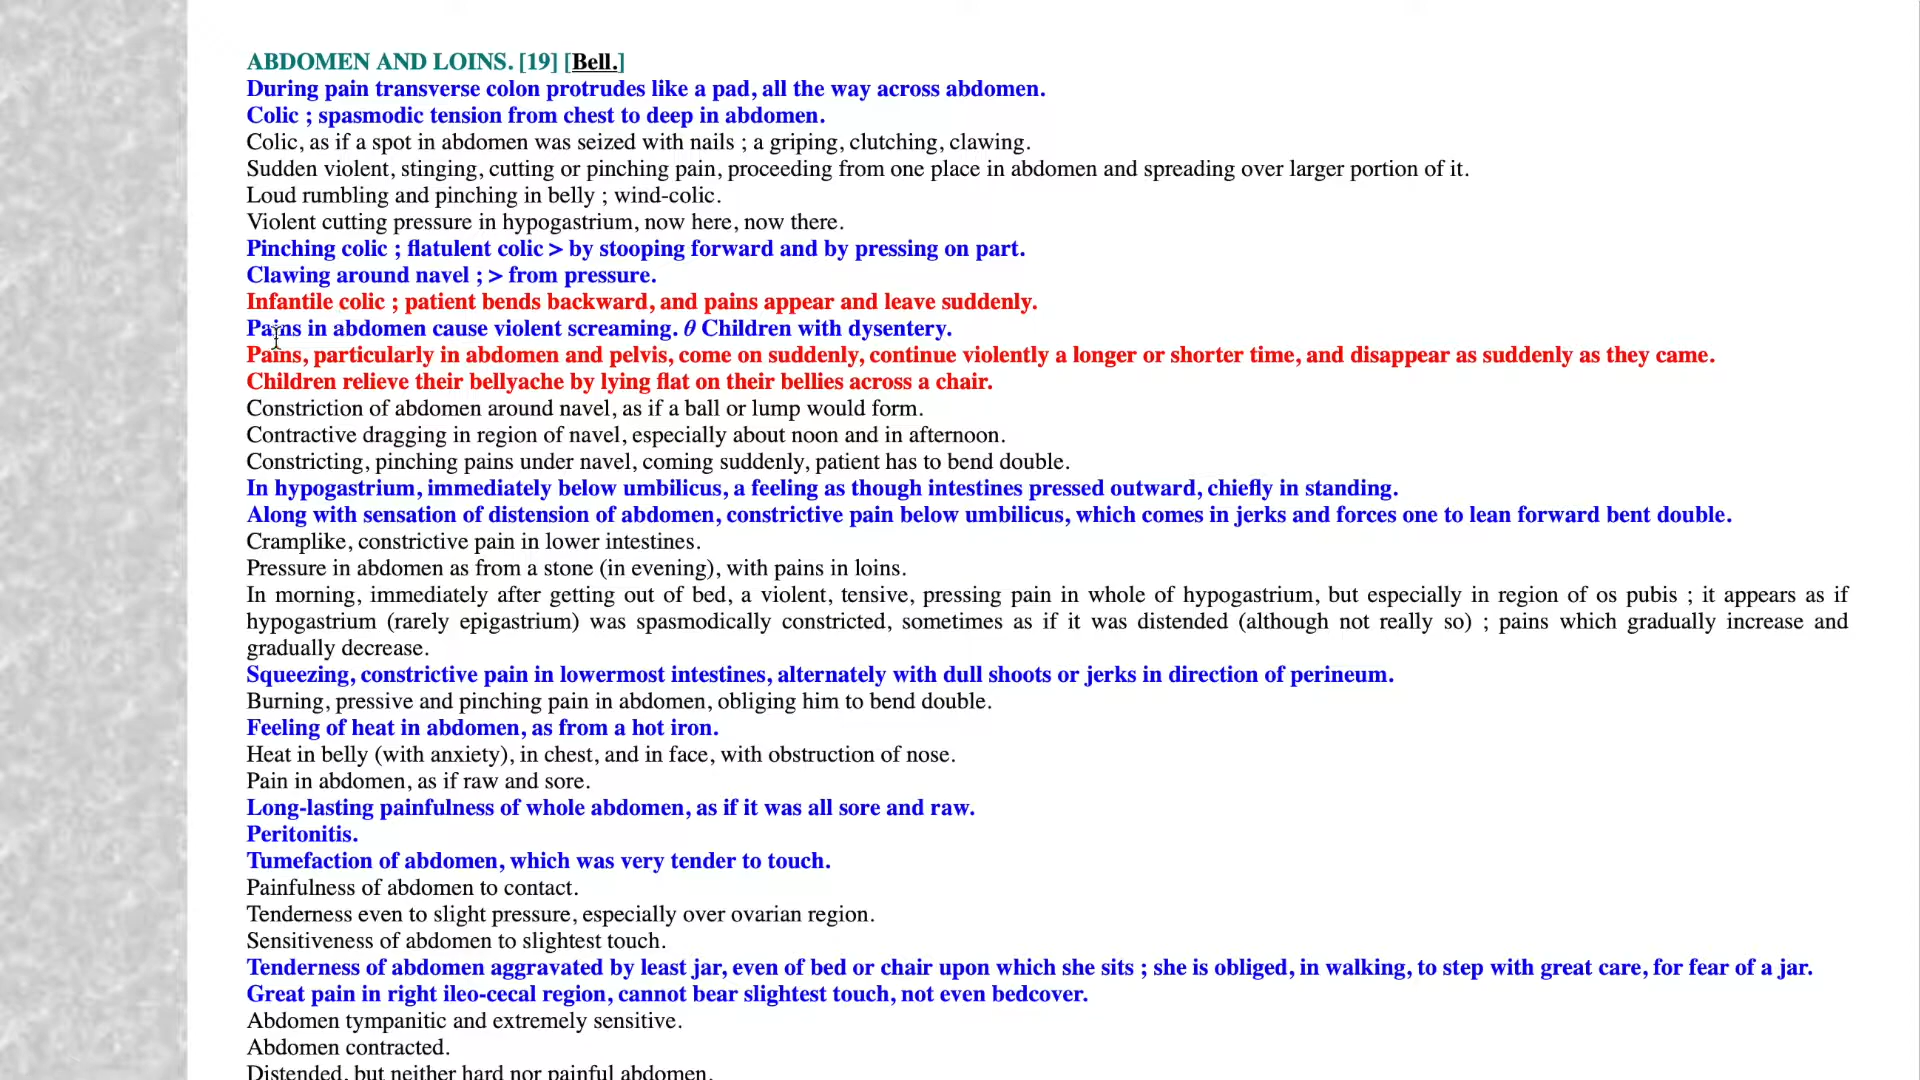 ABDOMEN AND LOINS. [19] [Bell.]
During pain transverse colon protrudes like a pad, all the way across abdomen.
Colic ; spasmodic tension from chest to deep in abdomen.
Colic, as if a spot in abdomen was seized with nails ; a griping, clutching, clawing.
Sudden violent, stinging, cutting or pinching pain, proceeding from one place in abdomen and spreading over larger portion of it.
Loud rumbling and pinching in belly ; wind-colic.
Violent cutting pressure in hypogastrium, now here, now there.
Pinching colic ; flatulent colic > by stooping forward and by pressing on part.
Clawing around navel ; > from pressure.
Infantile colic ; patient bends backward, and pains appear and leave suddenly.
Pains in abdomen cause violent screaming. θ Children with dysentery.
Pains, particularly in abdomen and pelvis, come on suddenly, continue violently a longer or shorter time, and disappear as suddenly as they came.
Children relieve their bellyache by lying flat on their bellies across a chair.
Constriction of abdomen around navel, as if a ball or lump would form.
Contractive dragging in region of navel, especially about noon and in afternoon.
Constricting, pinching pains under navel, coming suddenly, patient has to bend double.
In hypogastrium, immediately below umbilicus, a feeling as though intestines pressed outward, chiefly in standing.
Along with sensation of distension of abdomen, constrictive pain below umbilicus, which comes in jerks and forces one to lean forward bent double.
Cramplike, constrictive pain in lower intestines.
Pressure in abdomen as from a stone (in evening), with pains in loins.
In morning, immediately after getting out of bed, a violent, tensive, pressing pain in whole of hypogastrium, but especially in region of os pubis ; it appears as if
hypogastrium (rarely epigastrium) was spasmodically constricted, sometimes as if it was distended (although not really so) ; pains which gradually increase and
gradually decrease.
Squeezing, constrictive pain in lowermost intestines, alternately with dull shoots or jerks in direction of perineum.
Burning, pressive and pinching pain in abdomen, obliging him to bend double.
Feeling of heat in abdomen, as from a hot iron.
Heat in belly (with anxiety), in chest, and in face, with obstruction of nose.
Pain in abdomen, as if raw and sore.
Long-lasting painfulness of whole abdomen, as if it was all sore and raw.
Peritonitis.
Tumefaction of abdomen, which was very tender to touch.
Painfulness of abdomen to contact.
Tenderness even to slight pressure, especially over ovarian region.
Sensitiveness of abdomen to slightest touch.
Tenderness of abdomen aggravated by least jar, even of bed or chair upon which she sits ; she is obliged, in walking, to step with great care, for fear of a jar.
Great pain in right ileo-cecal region, cannot bear slightest touch, not even bedcover.
Abdomen tympanitic and extremely sensitive.
Abdomen contracted.
Distended, but neither hard nor painful abdomen.